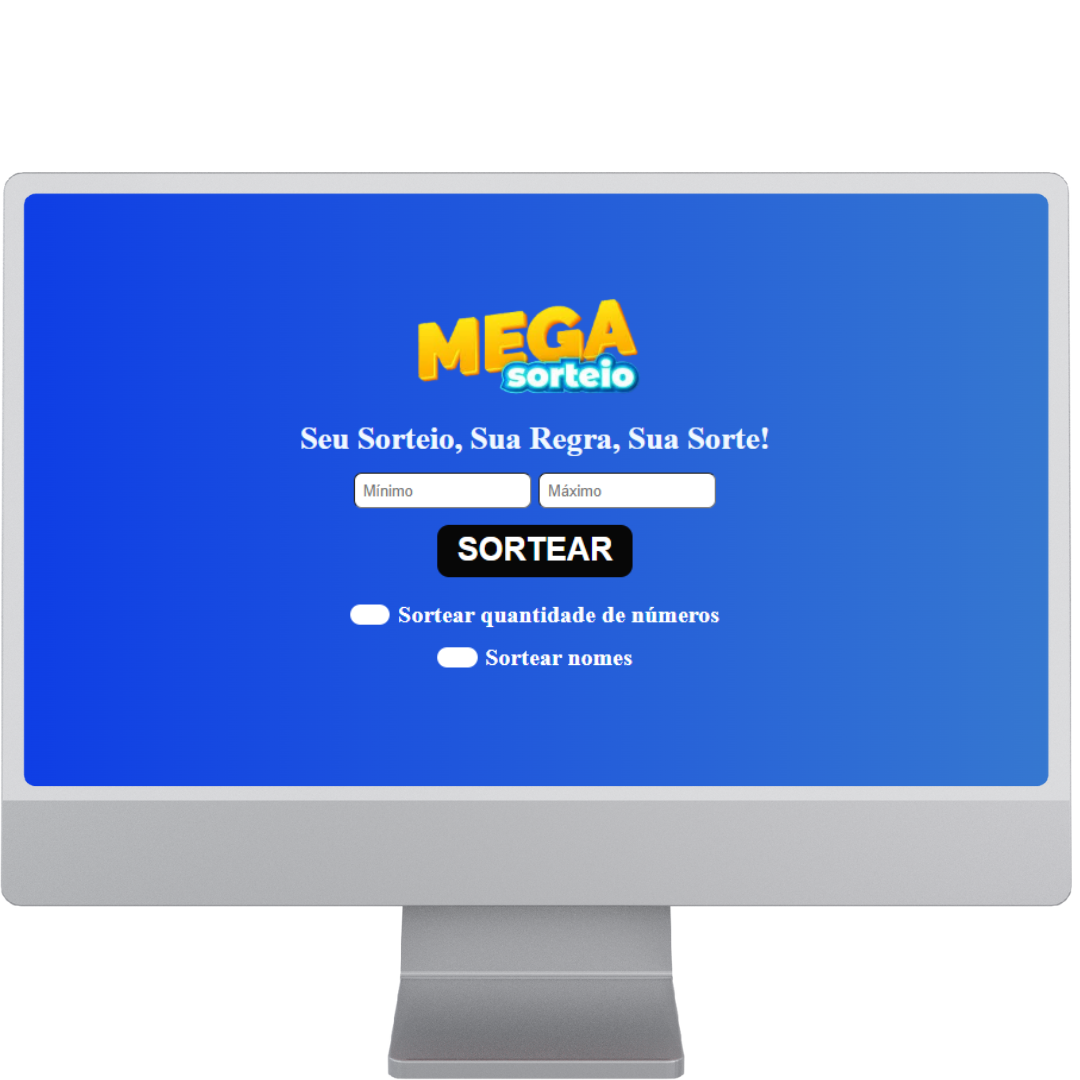 MEGA
sorteio
Seu Sorteio, Sua Regra, Sua Sorte!
Mínimo Máximo
SORTEAR
Sortear quantidade de números
Sortear nomes